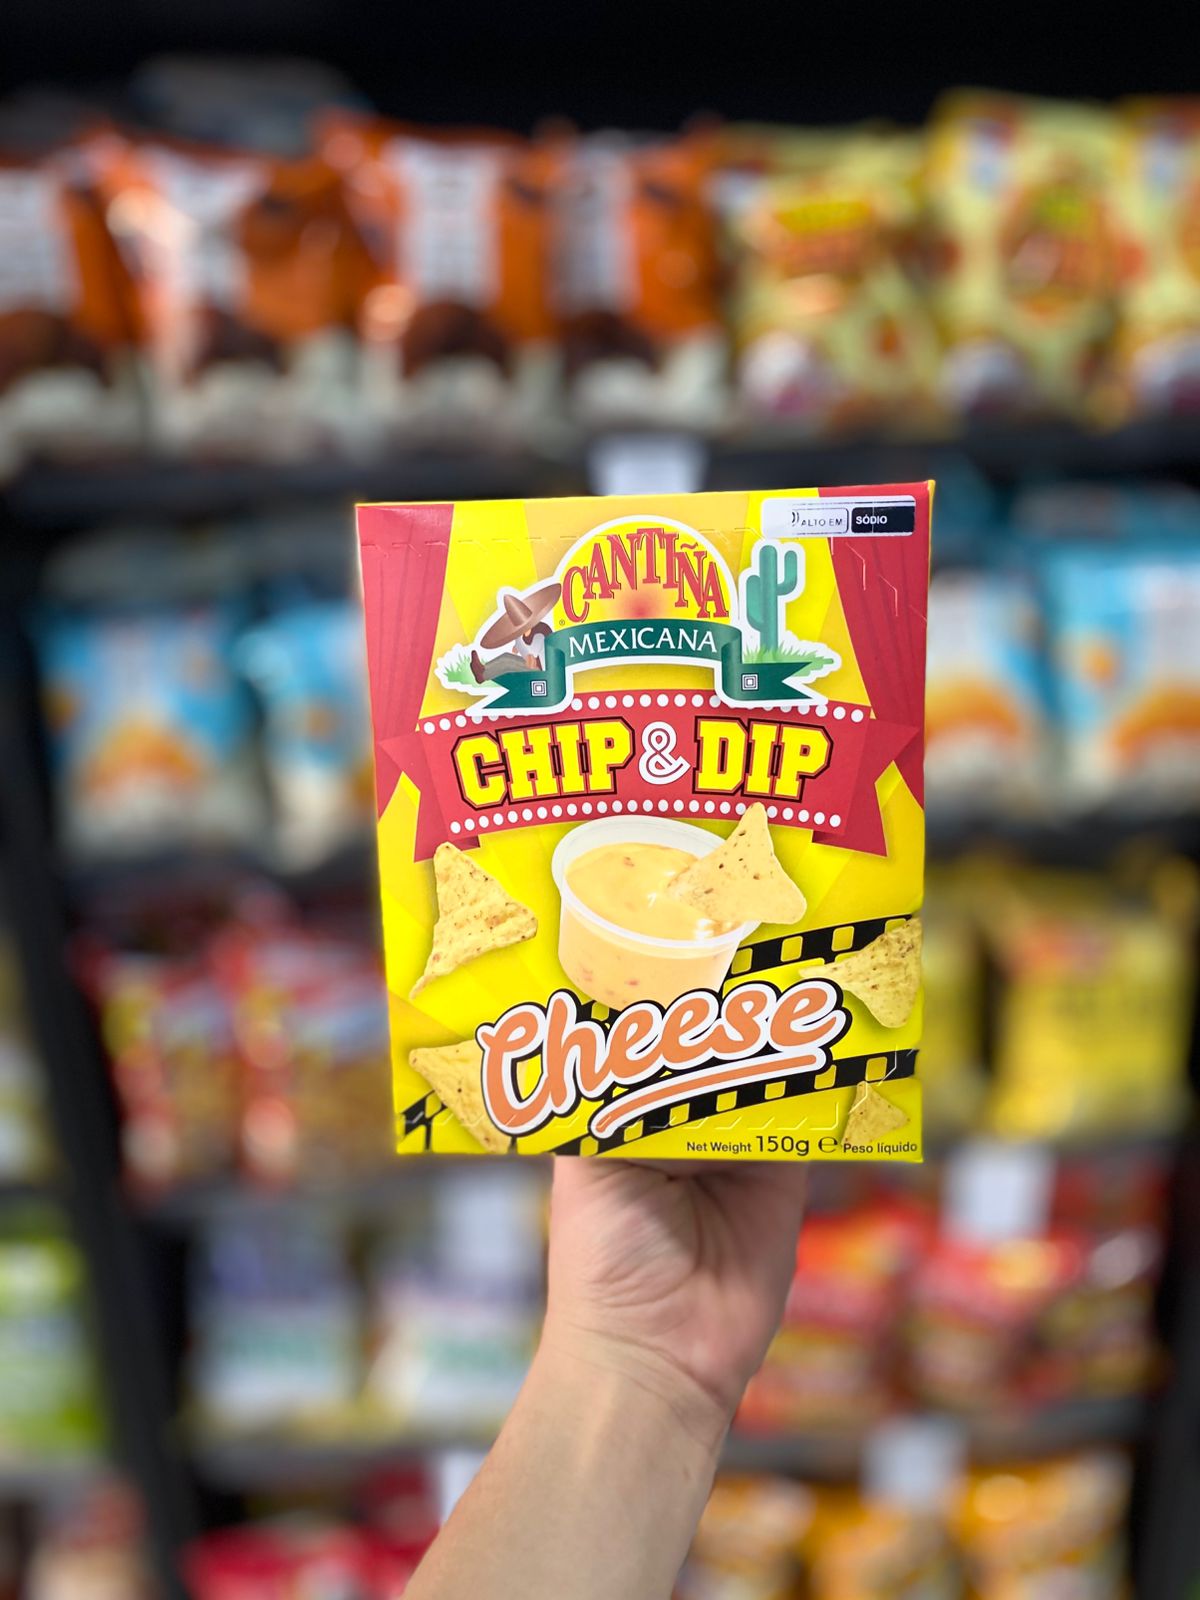 ALTO EM SÓDIO
CANTIÑA
MEXICANA
CHIP & DIP
Cheese
Net Weight 150g ℮ Peso líquido